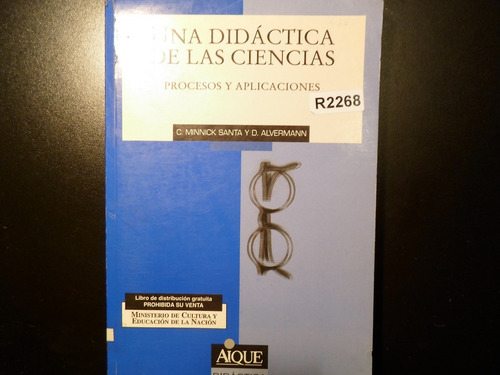 UNA DIDÁCTICA
DE LAS CIENCIAS
PROCESOS Y APLICACIONES
R2268
C. MINNICK SANTA Y D. ALVERMANN
Libro de distribución gratuita
PROHIBIDA SU VENTA
MINISTERIO DE CULTURA Y
EDUCACIÓN DE LA NACIÓN
AIQUE
DIDÁCTICA